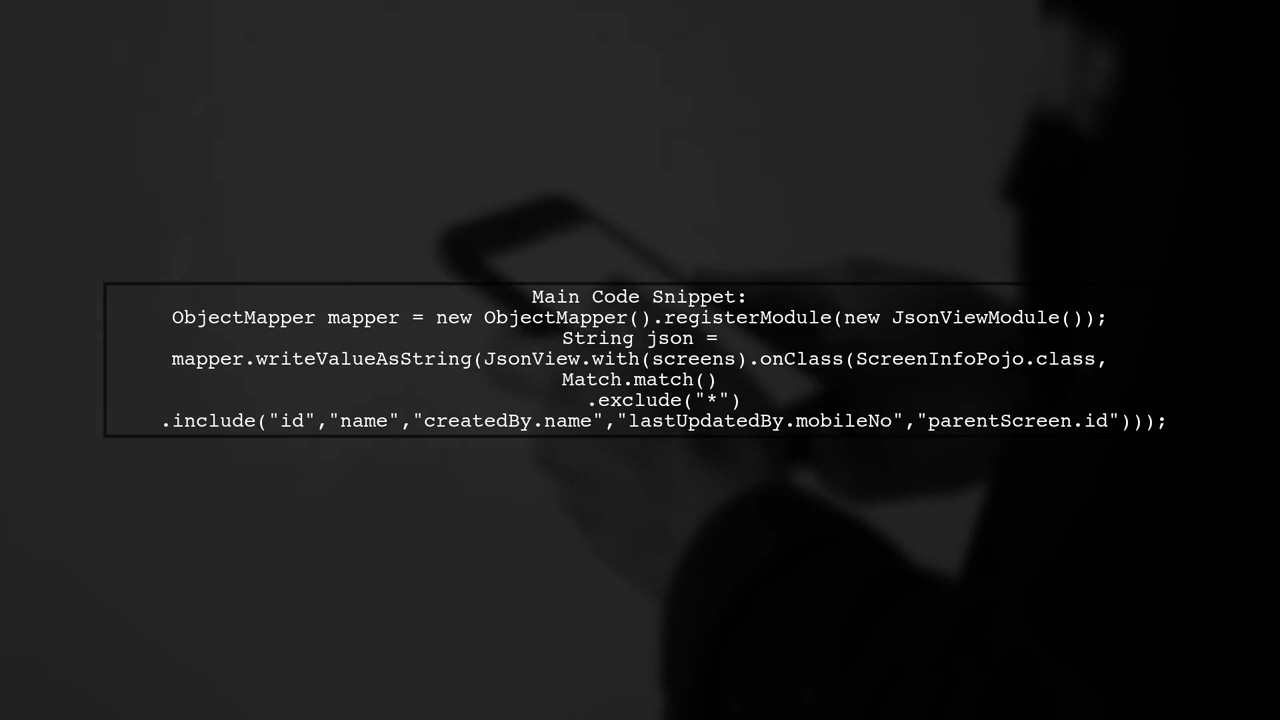 Main Code Snippet:
ObjectMapper mapper = new ObjectMapper().registerModule(new JsonViewModule());
String json =
mapper.writeValueAsString(JsonView.with(screens).onClass(ScreenInfoPojo.class,
Match.match()
.exclude("*")
.include("id","name","createdBy.name","lastUpdatedBy.mobileNo","parentScreen.id")));